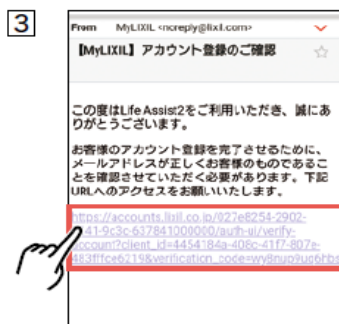 3
From MyLIXIL <noreply@lixil.com>
【MyLIXIL】アカウント登録のご確認
この度はLife Assist2をご利用いただき、誠にあ
りがとうございます。
お客様のアカウント登録を完了させるために、
メールアドレスが正しくお客様のものであるこ
とを確認させていただく必要があります。下記
URLへのアクセスをお願いいたします。
https://accounts.lixil.co.jp/027e8254-2902-
41-9c3c-637841000000/auth-ui/verify-
account?client_id=4454184a-408c-41f7-807e-
483fffce6219&verification_code=wy8nup9uq6hbs